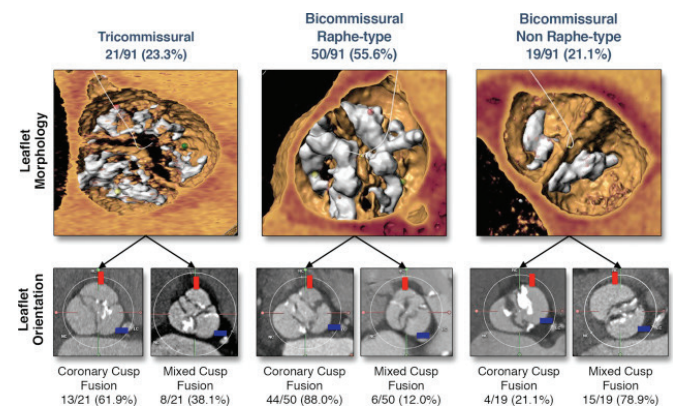 Tricommissural
21/91 (23.3%)
Bicommissural
Raphe-type
50/91 (55.6%)
Bicommissural
Non Raphe-type
19/91 (21.1%)
Leaflet
Morphology
Leaflet
Orientation
Coronary Cusp
Fusion
13/21 (61.9%)
Mixed Cusp
Fusion
8/21 (38.1%)
Coronary Cusp
Fusion
44/50 (88.0%)
Mixed Cusp
Fusion
6/50 (12.0%)
Coronary Cusp
Fusion
4/19 (21.1%)
Mixed Cusp
Fusion
15/19 (78.9%)